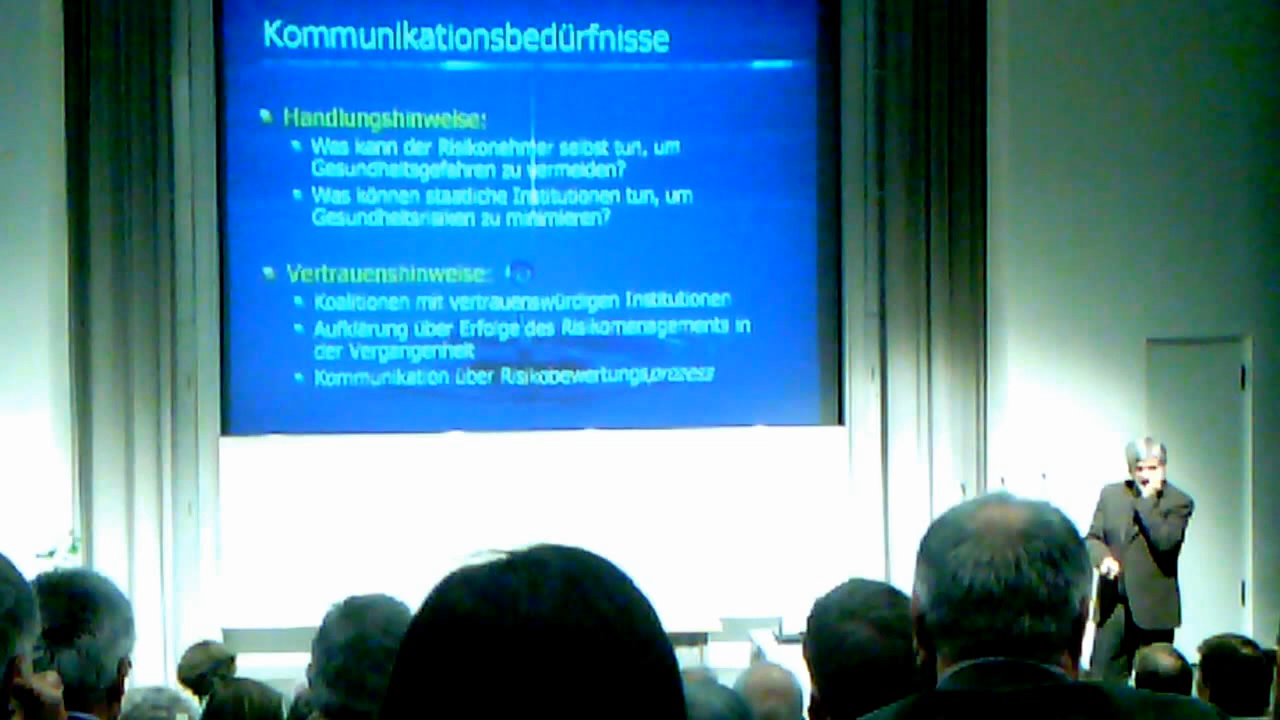 Kommunikationsbedürfnisse
Handlungshinweise:
Was kann der Risikonehmer selbst tun, um
Gesundheitsgefahren zu vermeiden?
Was können staatliche Institutionen tun, um
Gesundheitsrisiken zu minimieren?
Vertrauenshinweise:
Koalitionen mit vertrauenswürdigen Institutionen
Aufklärung über Erfolge des Risikomanagements in
der Vergangenheit
Kommunikation über Risikobewertungsprozess